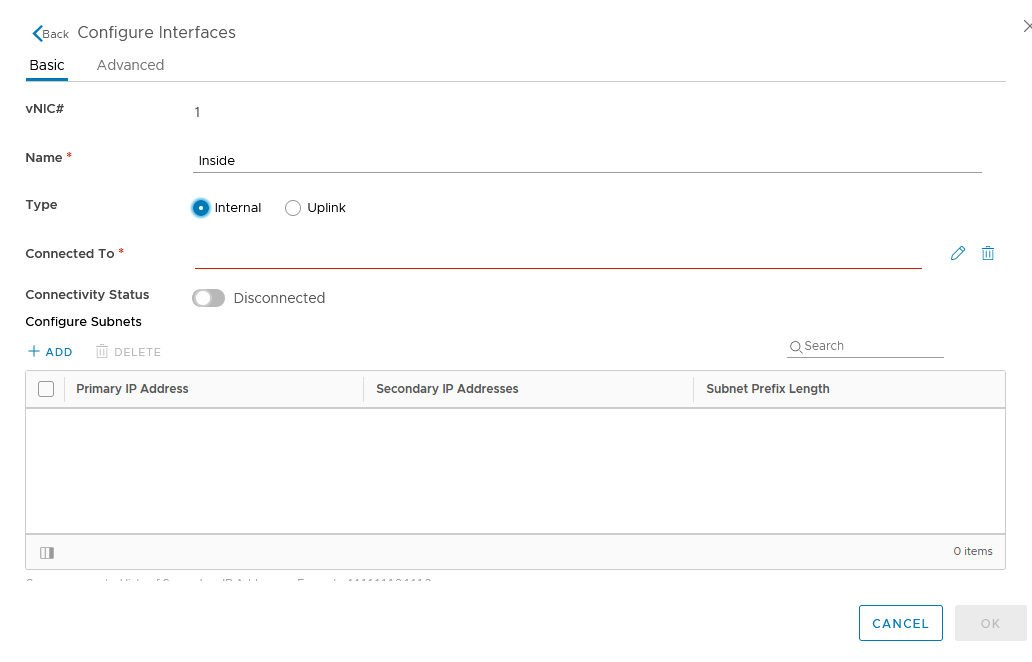 Back Configure Interfaces
Basic Advanced
vNIC# 1
Name * Inside
Type Internal Uplink
Connected To *
Connectivity Status Disconnected
Configure Subnets
+ ADD DELETE Search
Primary IP Address Secondary IP Addresses Subnet Prefix Length
0 items
CANCEL OK